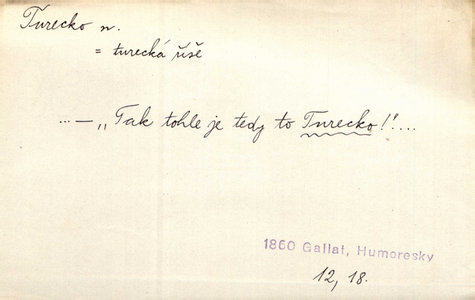 Turecko n.
= turecká říše
...—„Tak tohle je tedy to Turecko!'...
1860 Gallat, Humoresky
12, 18.